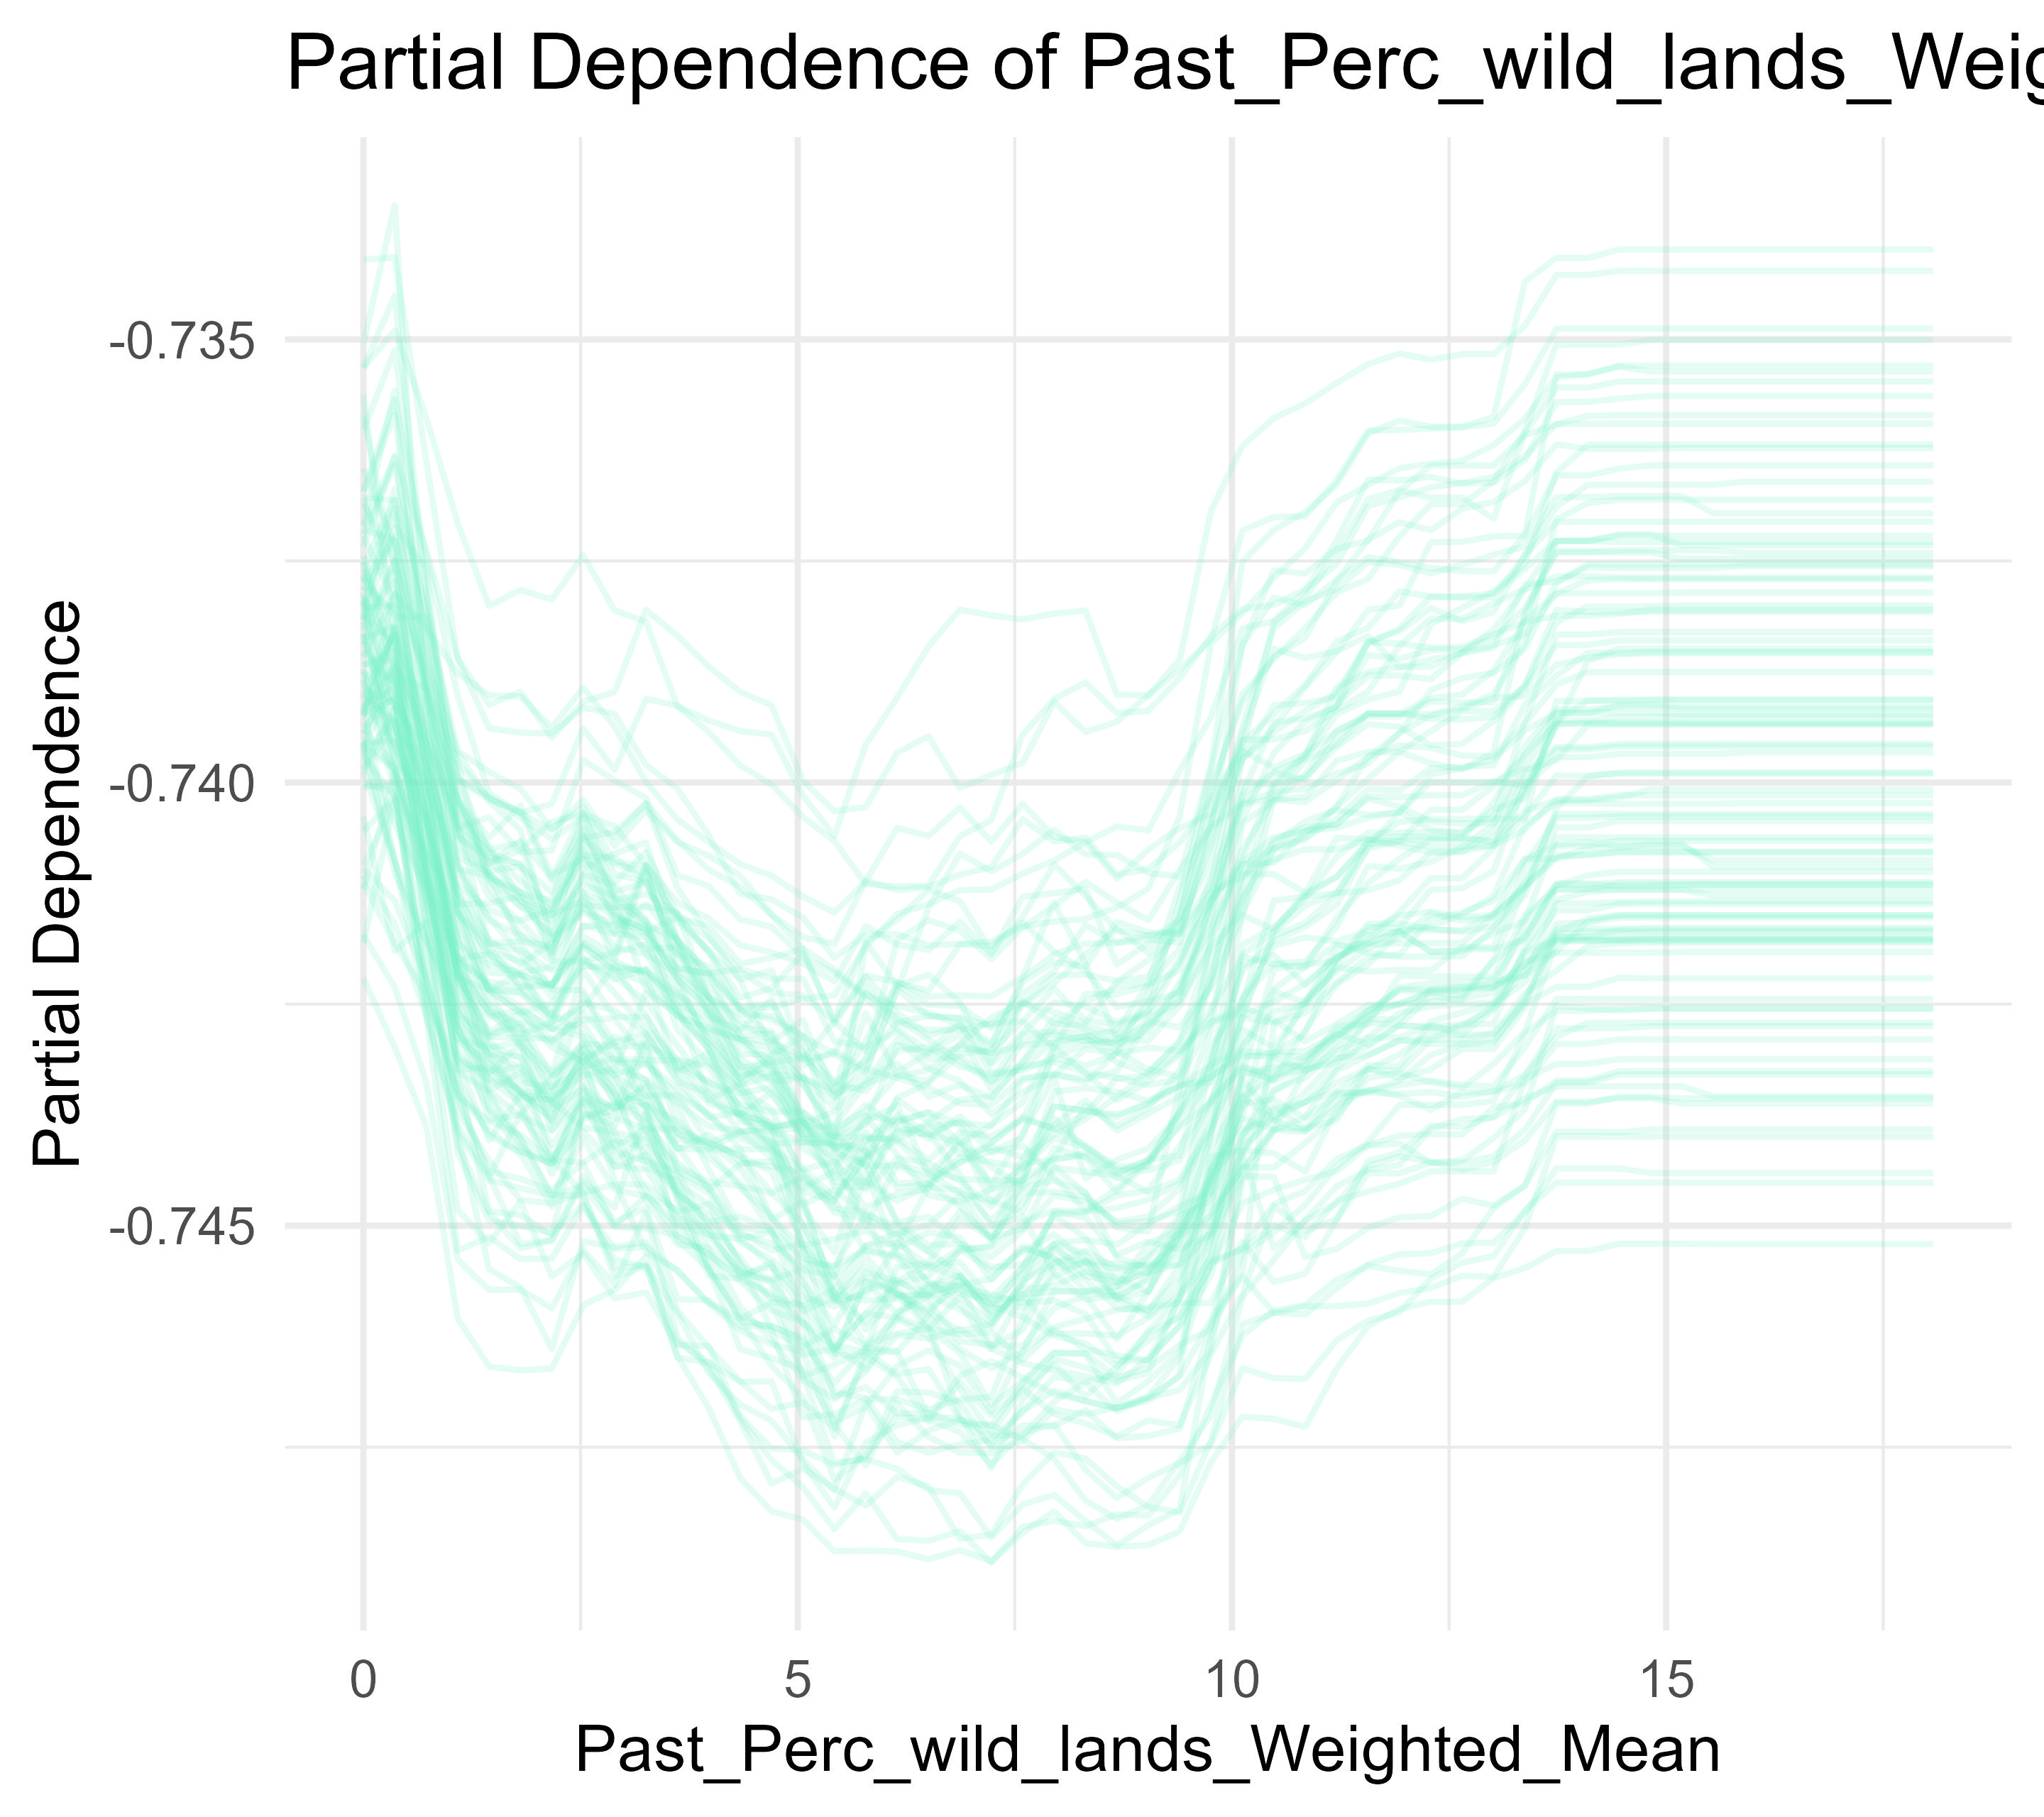 Partial Dependence of Past_Perc_wild_lands_Weig
Partial Dependence
-0.735
-0.740
-0.745
0 5 10 15
Past_Perc_wild_lands_Weighted_Mean